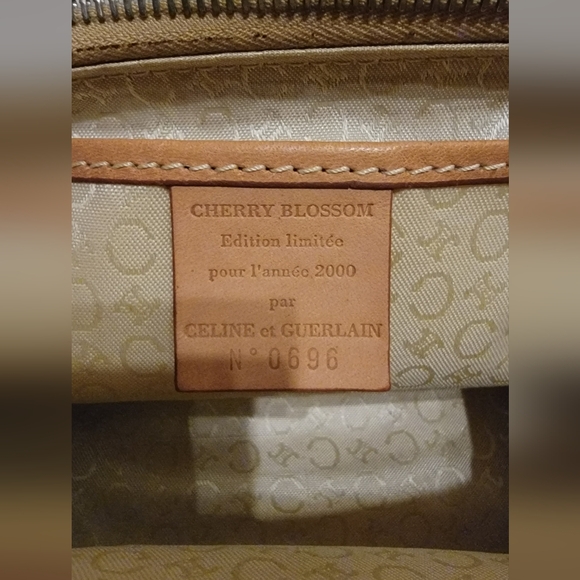 CHERRY BLOSSOM
Edition limitée
pour l'année 2000
par
CELINE et GUERLAIN
N° 0696